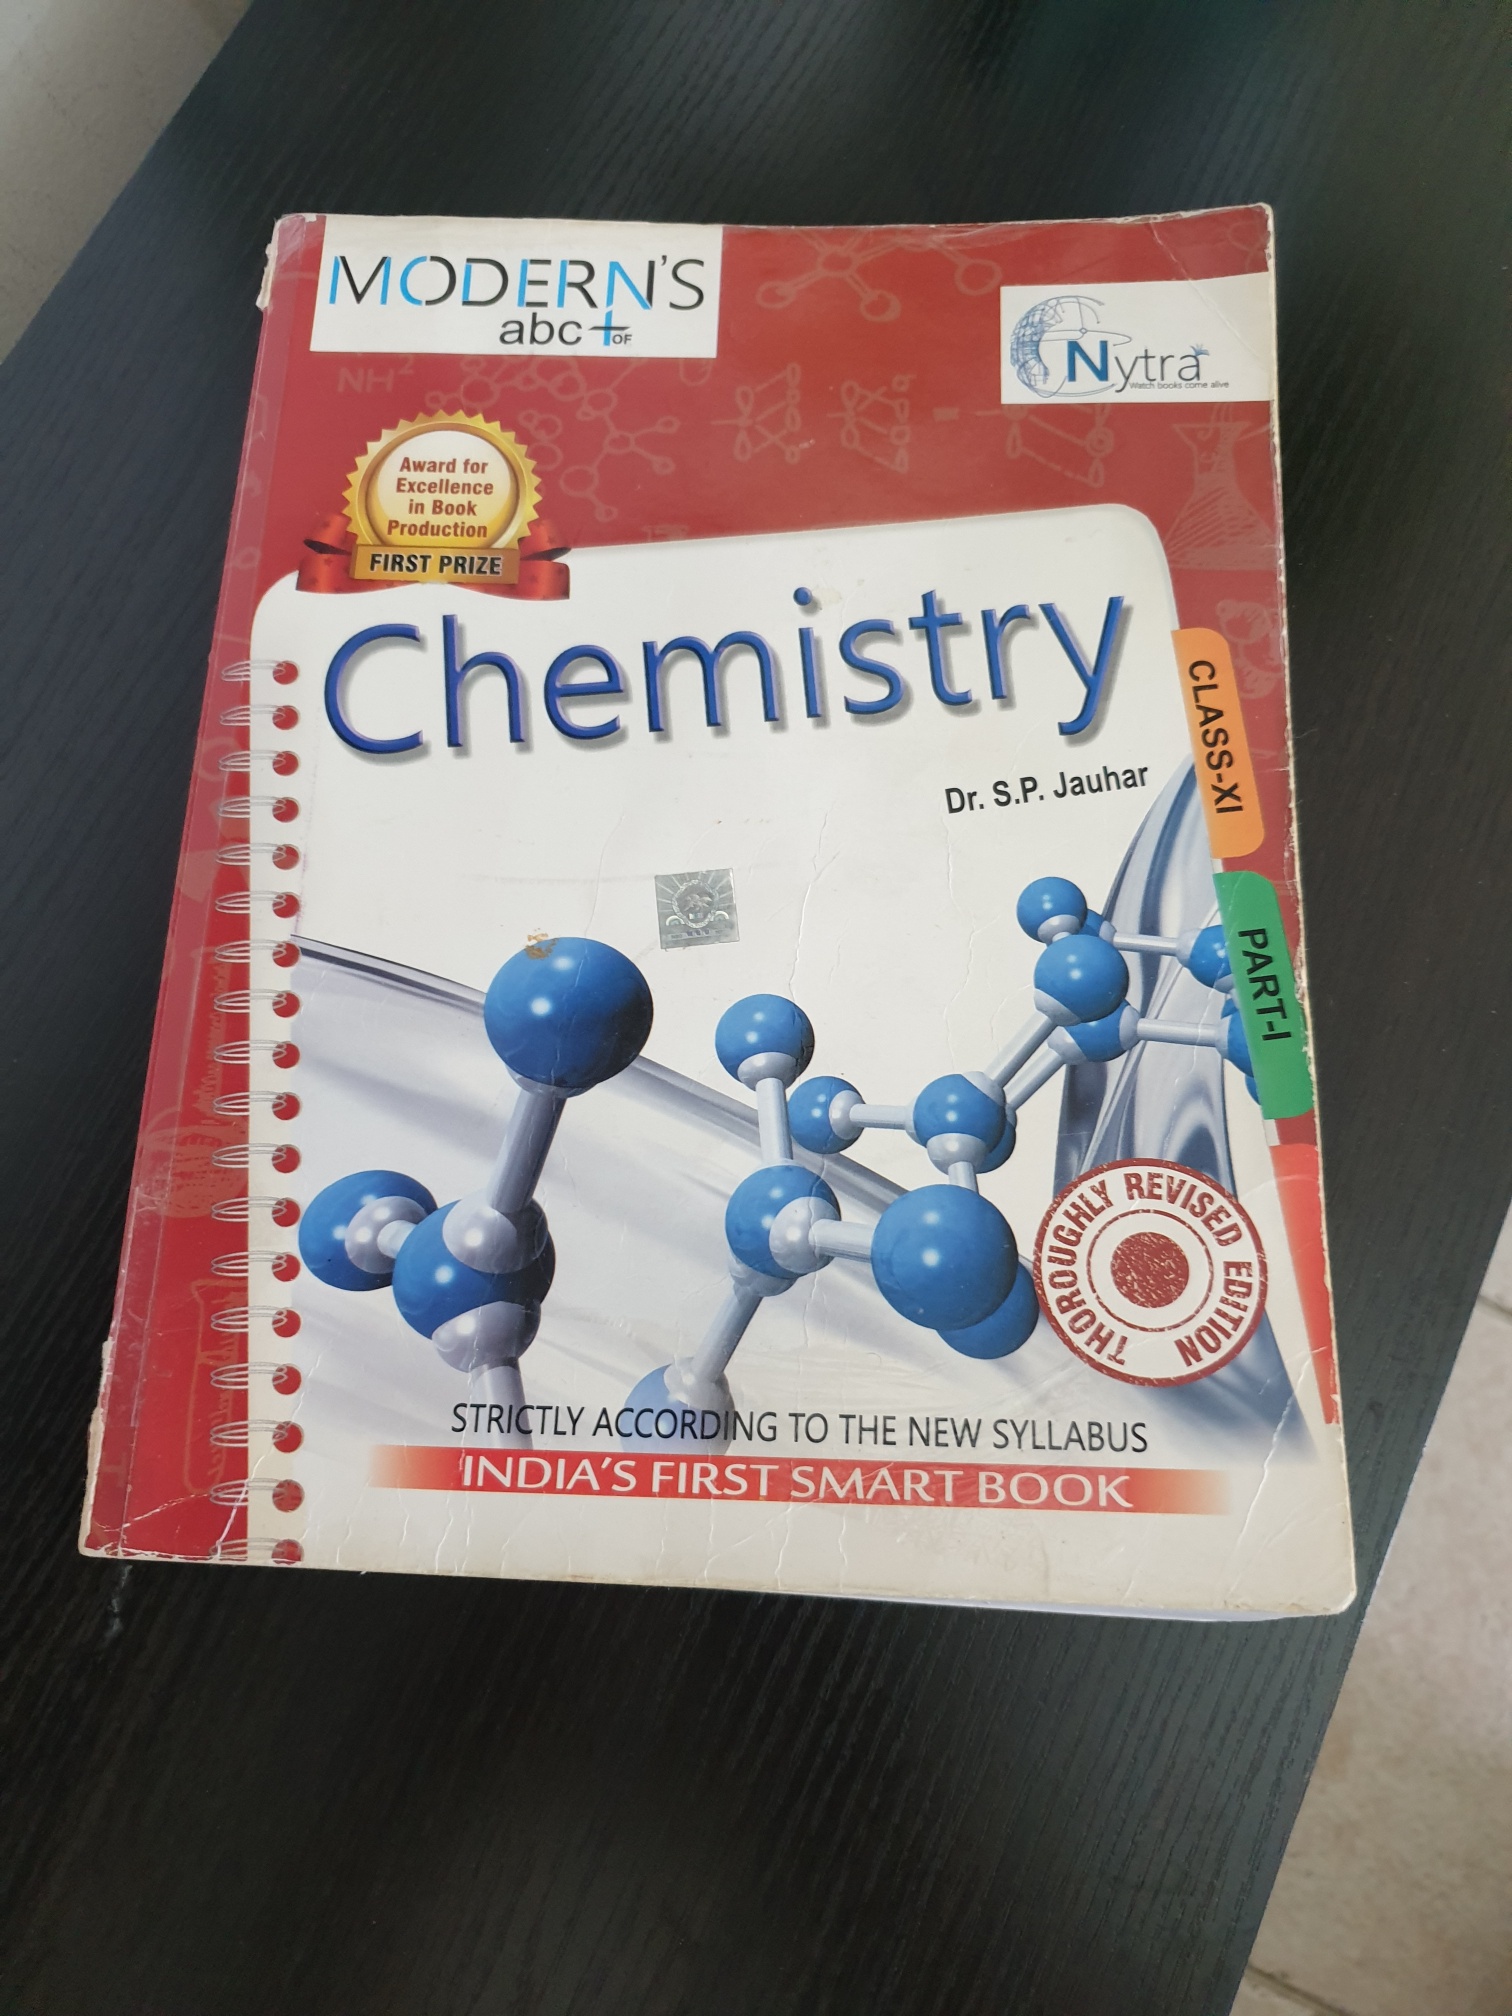 MODERN'S
abc+OF
Nytra
Watch books come alive
NH2
Award for
Excellence
in Book
Production
FIRST PRIZE
Chemistry
Dr. S.P. Jauhar
CLASS-XI
PART-I
THOROUGHLY REVISED EDITION
STRICTLY ACCORDING TO THE NEW SYLLABUS
INDIA'S FIRST SMART BOOK